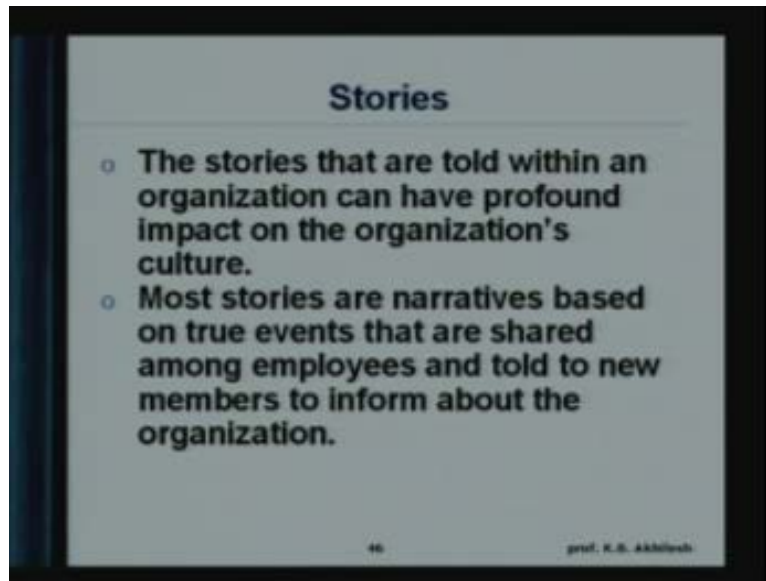 Stories
o The stories that are told within an
organization can have profound
impact on the organization's
culture.
o Most stories are narratives based
on true events that are shared
among employees and told to new
members to inform about the
organization.
46
prof. K.B. Akhilesh